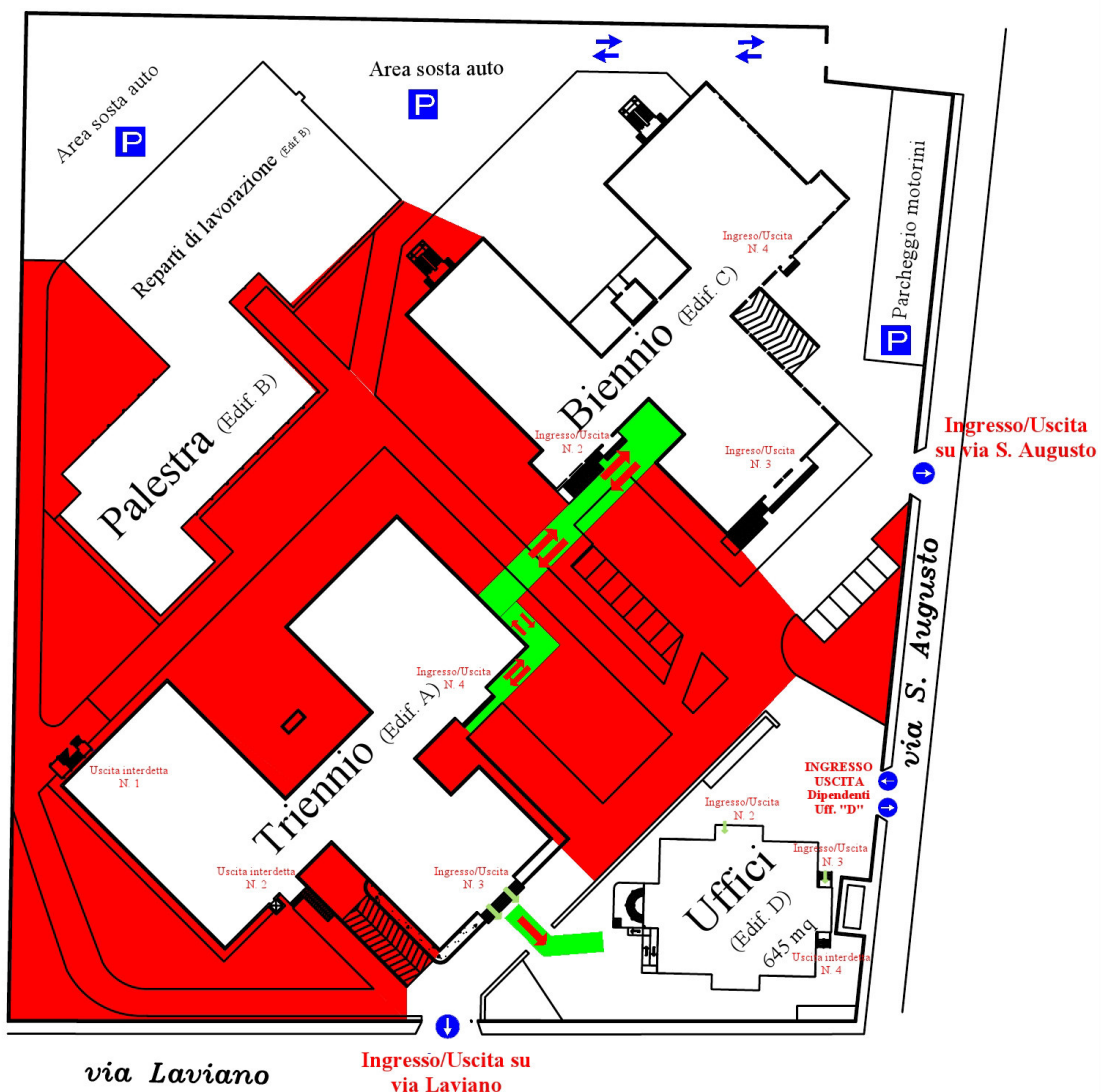 Area sosta auto
P
Area sosta auto
P
Reparti di lavorazione (Edif. B)
Parcheggio motorini
P
Ingreso/Uscita
N. 4
Biennio (Edif. C)
Palestra (Edif. B)
Ingresso/Uscita
N. 2
Ingreso/Uscita
N. 3
Ingresso/Uscita
su via S. Augusto
via S. Augusto
Ingresso/Uscita
N. 4
Triennio (Edif. A)
Uscita interdetta
N. 1
Uscita interdetta
N. 2
Ingresso/Uscita
N. 3
INGRESSO
USCITA
Dipendenti
Uff. "D"
Ingresso/Uscita
N. 2
Ingresso/Uscita
N. 3
Uffici
(Edif. D)
645 mq
Uscita interdetta
N. 4
Ingresso/Uscita su
via Laviano
via Laviano